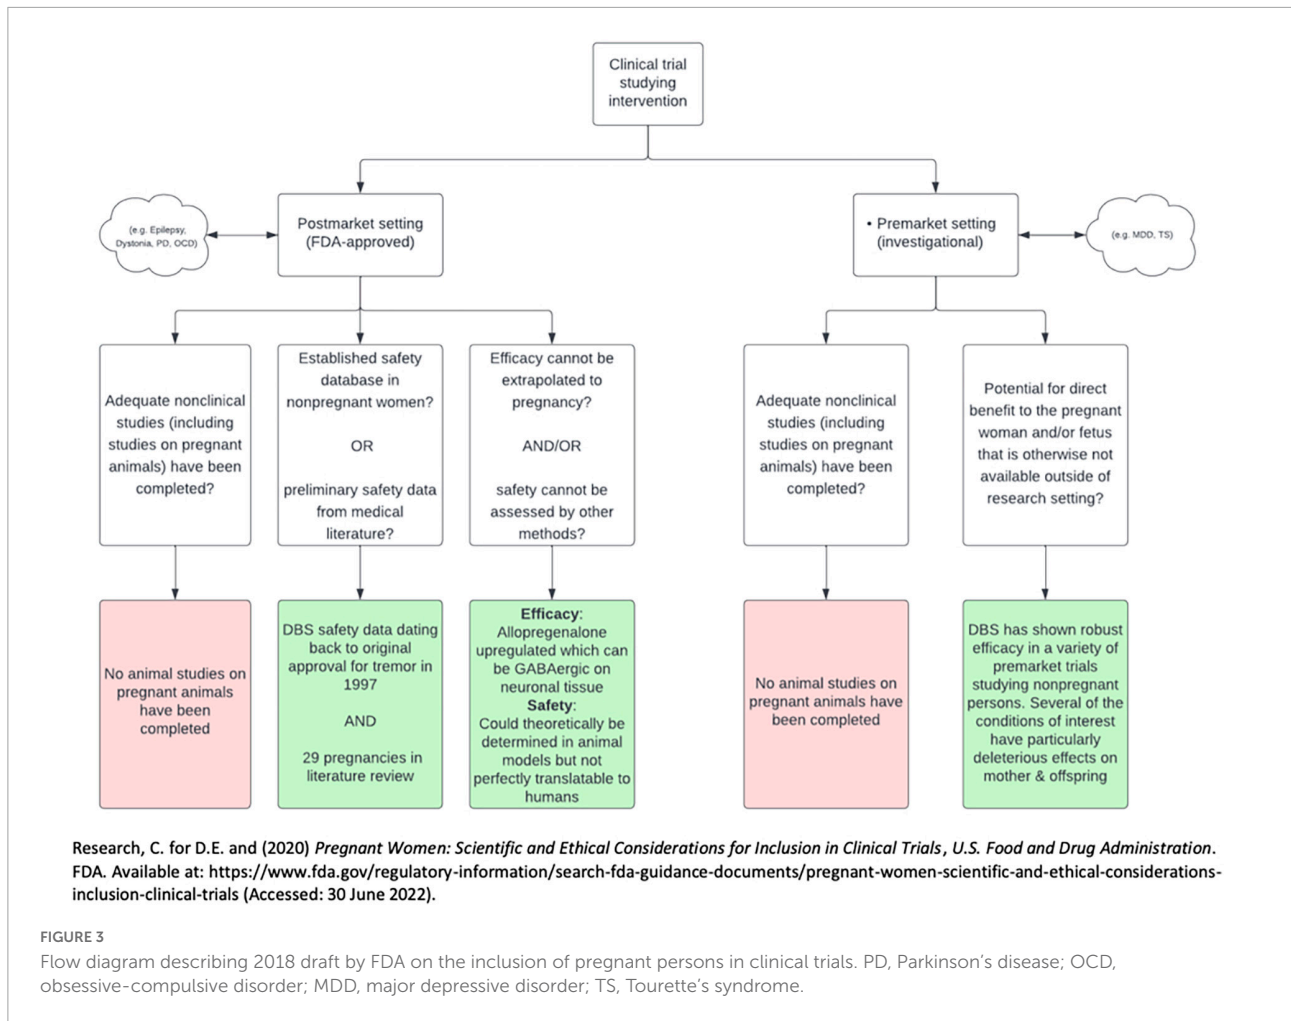 Clinical trial
studying
intervention
(e.g. Epilepsy,
Dystonia, PD, OCD)
Postmarket setting
(FDA-approved)
• Premarket setting
(investigational)
(e.g. MDD, TS)
Adequate nonclinical
studies (including
studies on pregnant
animals) have been
completed?
Established safety
database in
nonpregnant women?
OR
preliminary safety data
from medical
literature?
Efficacy cannot be
extrapolated to
pregnancy?
AND/OR
safety cannot be
assessed by other
methods?
Adequate nonclinical
studies (including
studies on pregnant
animals) have been
completed?
Potential for direct
benefit to the pregnant
woman and/or fetus
that is otherwise not
available outside of
research setting?
No animal studies on
pregnant animals
have been
completed
DBS safety data dating
back to original
approval for tremor in
1997
AND
29 pregnancies in
literature review
Efficacy:
Allopregenalone
upregulated which can
be GABAergic on
neuronal tissue
Safety:
Could theoretically be
determined in animal
models but not
perfectly translatable to
humans
No animal studies on
pregnant animals have
been completed
DBS has shown robust
efficacy in a variety of
premarket trials
studying nonpregnant
persons. Several of the
conditions of interest
have particularly
deleterious effects on
mother & offspring
Research, C. for D.E. and (2020) Pregnant Women: Scientific and Ethical Considerations for Inclusion in Clinical Trials, U.S. Food and Drug Administration.
FDA. Available at: https://www.fda.gov/regulatory-information/search-fda-guidance-documents/pregnant-women-scientific-and-ethical-considerations-
inclusion-clinical-trials (Accessed: 30 June 2022).
FIGURE 3
Flow diagram describing 2018 draft by FDA on the inclusion of pregnant persons in clinical trials. PD, Parkinson's disease; OCD,
obsessive-compulsive disorder; MDD, major depressive disorder; TS, Tourette's syndrome.